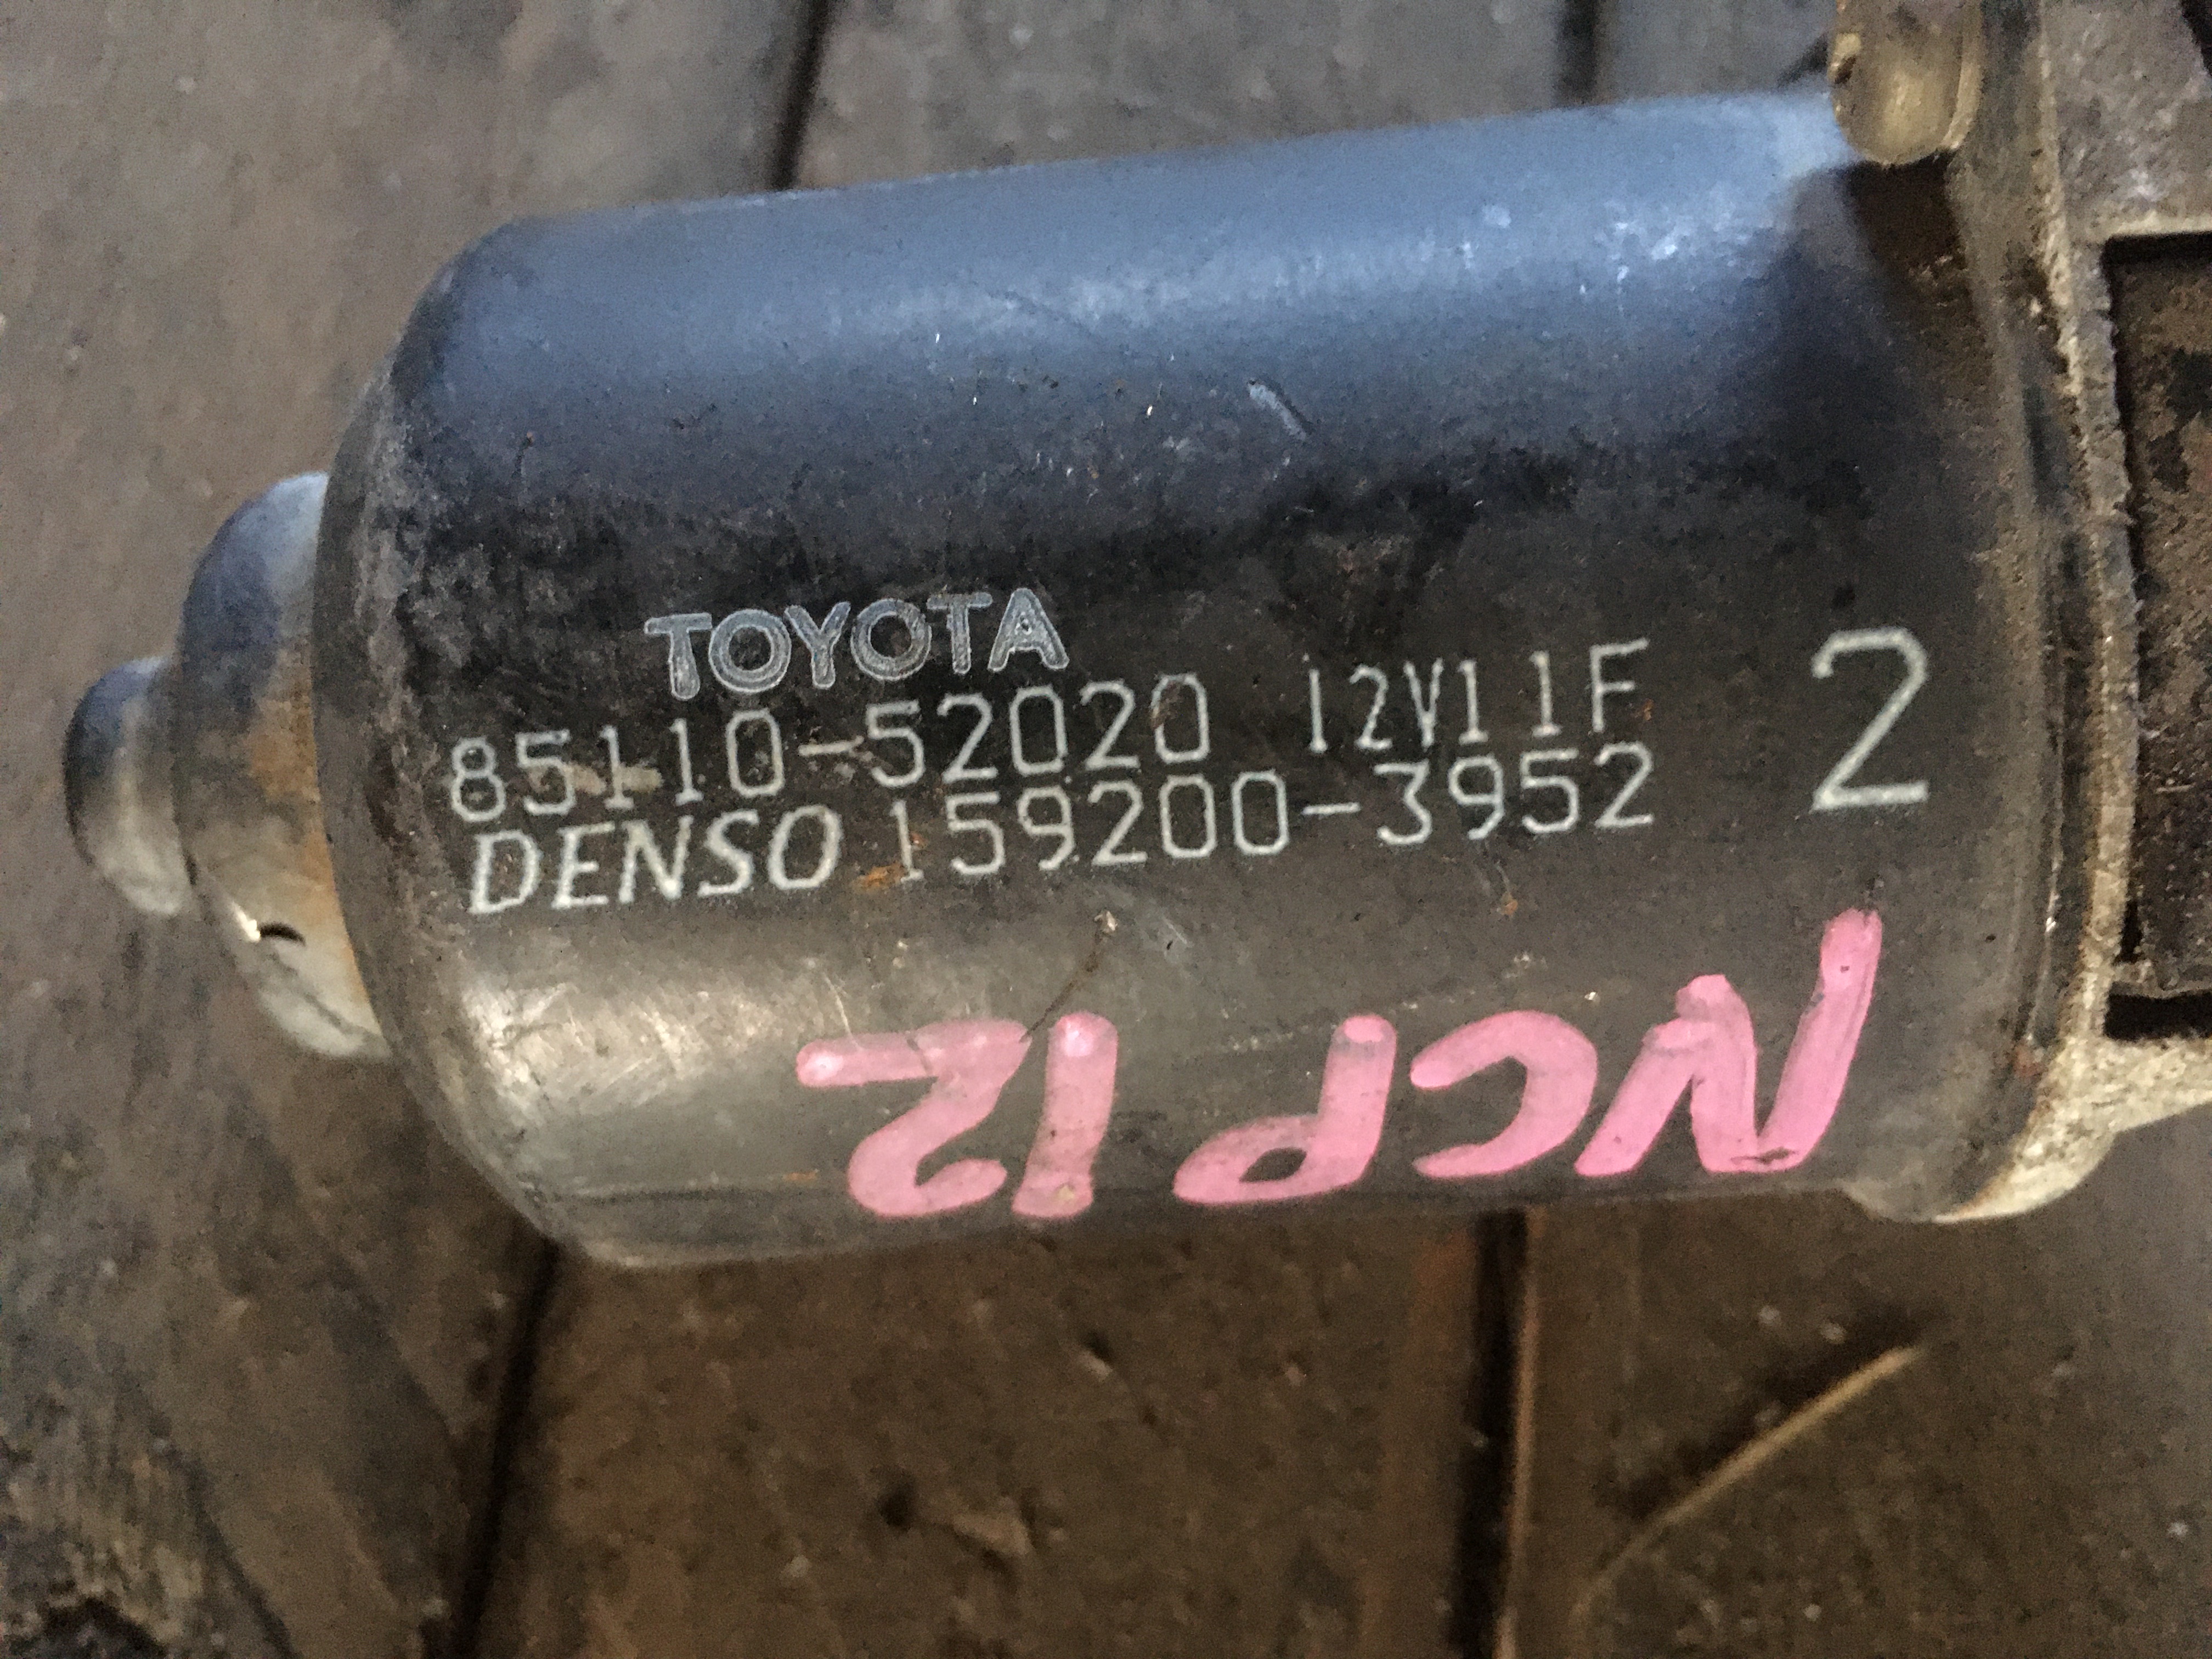 TOYOTA
85110-52020 12V11F 2
DENSO 159200-3952
NCP12